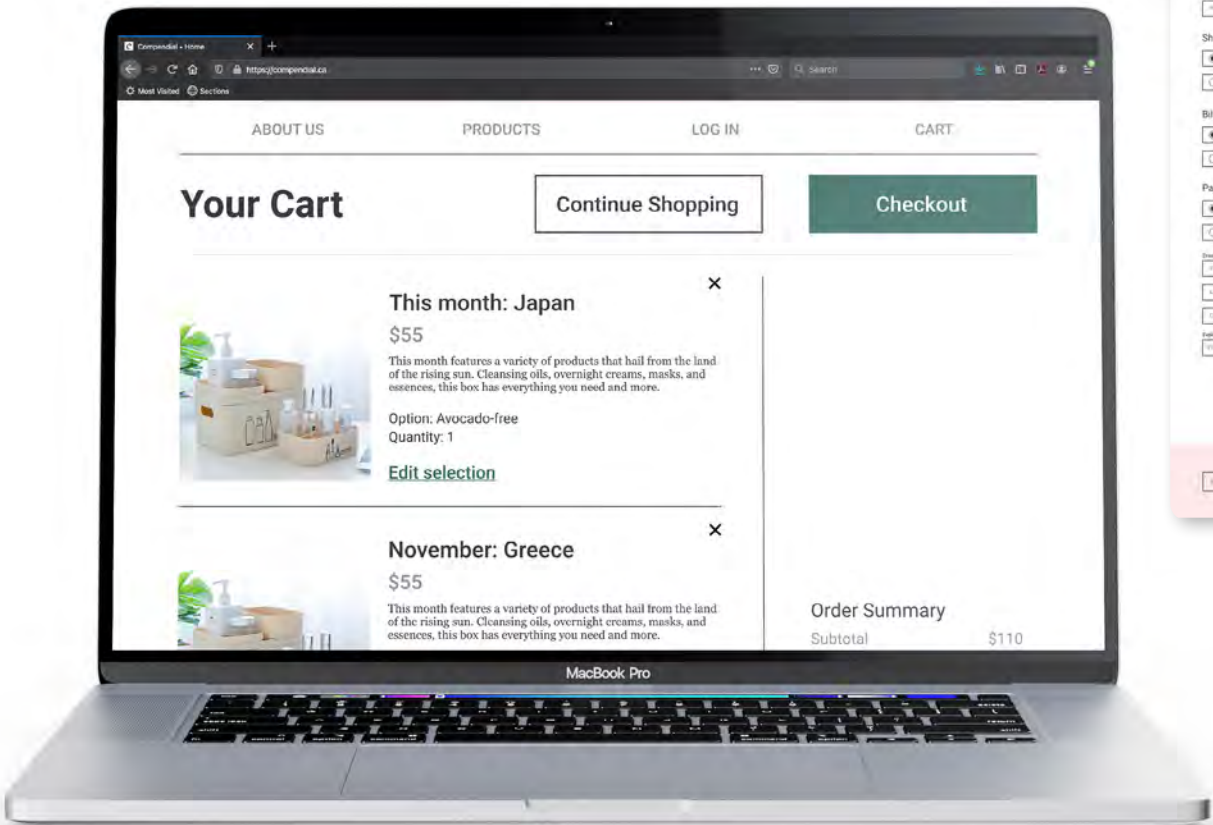 Compendial - Home
https://compendial.ca
Search
Most Visited
Sections
ABOUT US
PRODUCTS
LOG IN
CART
Your Cart
Continue Shopping
Checkout
This month: Japan
$55
This month features a variety of products that hail from the land
of the rising sun. Cleansing oils, overnight creams, masks, and
essences, this box has everything you need and more.
Option: Avocado-free
Quantity: 1
Edit selection
November: Greece
$55
This month features a variety of products that hail from the land
of the rising sun. Cleansing oils, overnight creams, masks, and
essences, this box has everything you need and more.
Order Summary
Subtotal
$110
MacBook Pro